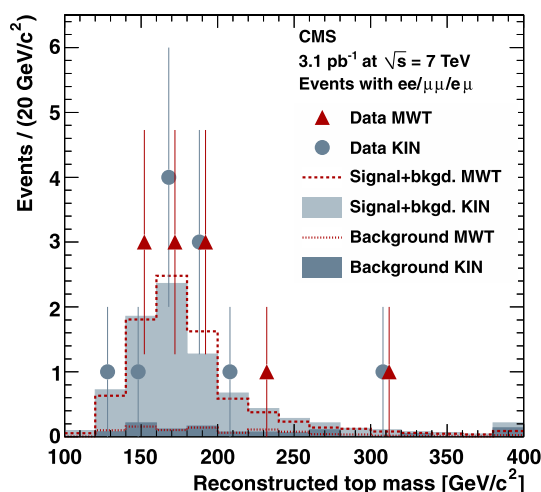 Events / (20 GeV/c²)
6
5
4
3
2
1
0
CMS
3.1 pb⁻¹ at √s = 7 TeV
Events with ee/μμ/eμ
Data MWT
Data KIN
Signal+bkgd. MWT
Signal+bkgd. KIN
Background MWT
Background KIN
100 150 200 250 300 350 400
Reconstructed top mass [GeV/c²]